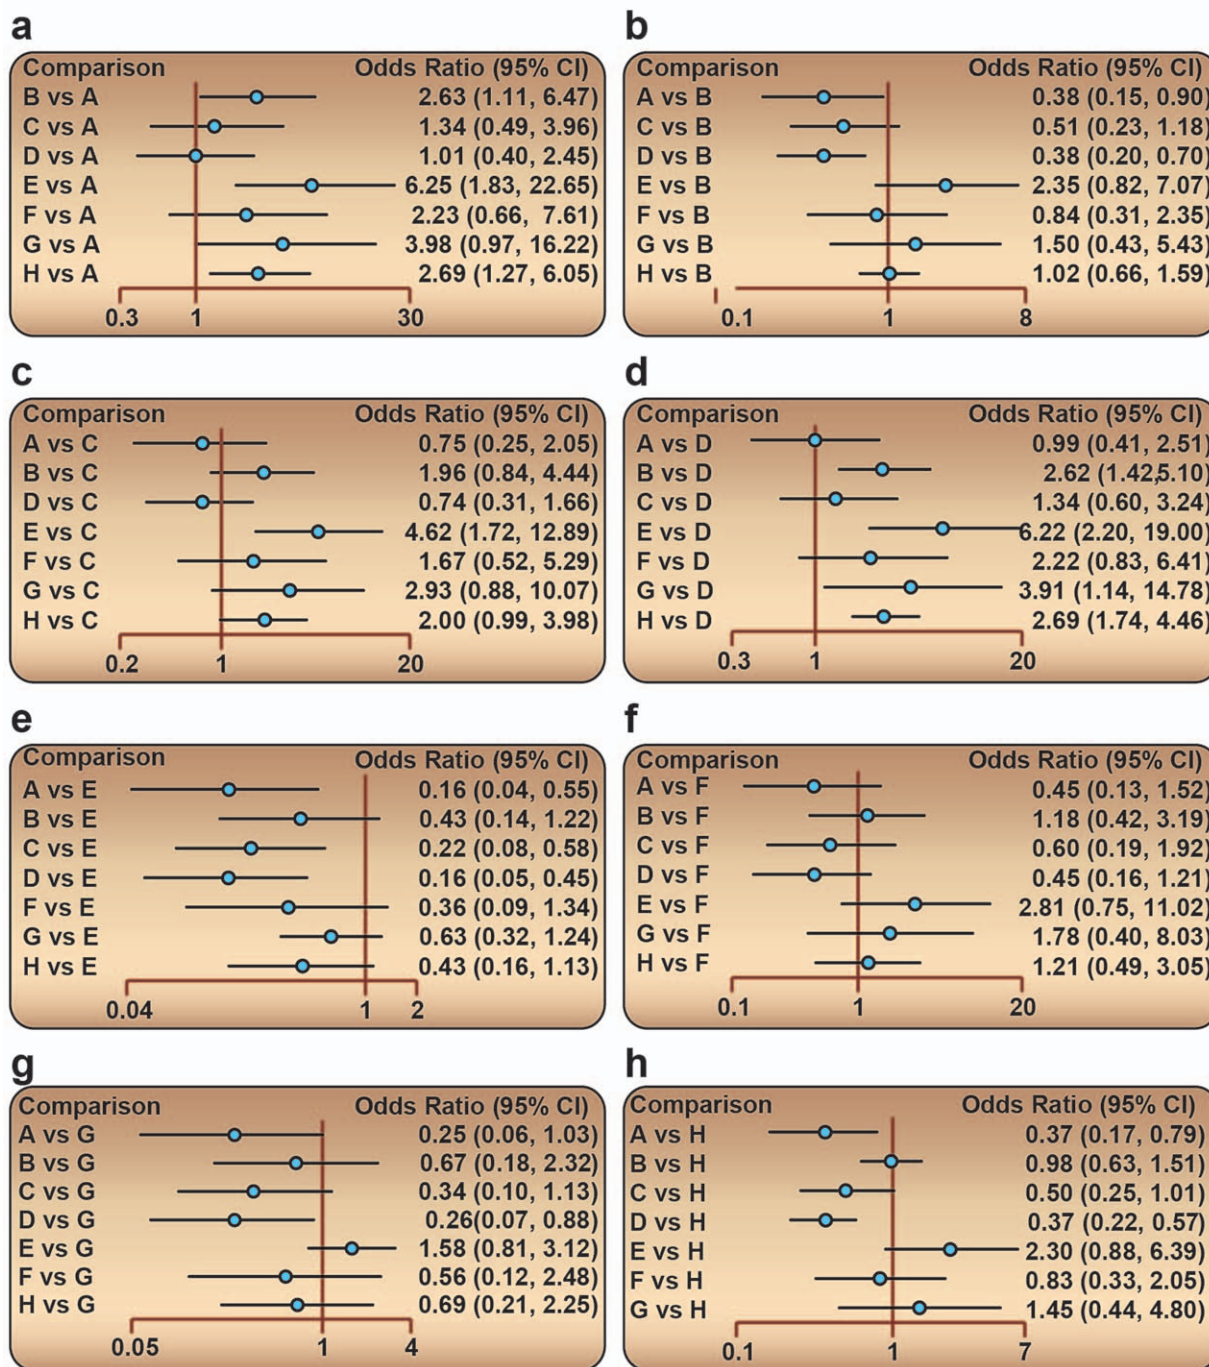 a
Comparison Odds Ratio (95% CI)
B vs A 2.63 (1.11, 6.47)
C vs A 1.34 (0.49, 3.96)
D vs A 1.01 (0.40, 2.45)
E vs A 6.25 (1.83, 22.65)
F vs A 2.23 (0.66, 7.61)
G vs A 3.98 (0.97, 16.22)
H vs A 2.69 (1.27, 6.05)
0.3 1 30
b
Comparison Odds Ratio (95% CI)
A vs B 0.38 (0.15, 0.90)
C vs B 0.51 (0.23, 1.18)
D vs B 0.38 (0.20, 0.70)
E vs B 2.35 (0.82, 7.07)
F vs B 0.84 (0.31, 2.35)
G vs B 1.50 (0.43, 5.43)
H vs B 1.02 (0.66, 1.59)
0.1 1 8
c
Comparison Odds Ratio (95% CI)
A vs C 0.75 (0.25, 2.05)
B vs C 1.96 (0.84, 4.44)
D vs C 0.74 (0.31, 1.66)
E vs C 4.62 (1.72, 12.89)
F vs C 1.67 (0.52, 5.29)
G vs C 2.93 (0.88, 10.07)
H vs C 2.00 (0.99, 3.98)
0.2 1 20
d
Comparison Odds Ratio (95% CI)
A vs D 0.99 (0.41, 2.51)
B vs D 2.62 (1.42,5.10)
C vs D 1.34 (0.60, 3.24)
E vs D 6.22 (2.20, 19.00)
F vs D 2.22 (0.83, 6.41)
G vs D 3.91 (1.14, 14.78)
H vs D 2.69 (1.74, 4.46)
0.3 1 20
e
Comparison Odds Ratio (95% CI)
A vs E 0.16 (0.04, 0.55)
B vs E 0.43 (0.14, 1.22)
C vs E 0.22 (0.08, 0.58)
D vs E 0.16 (0.05, 0.45)
F vs E 0.36 (0.09, 1.34)
G vs E 0.63 (0.32, 1.24)
H vs E 0.43 (0.16, 1.13)
0.04 1 2
f
Comparison Odds Ratio (95% CI)
A vs F 0.45 (0.13, 1.52)
B vs F 1.18 (0.42, 3.19)
C vs F 0.60 (0.19, 1.92)
D vs F 0.45 (0.16, 1.21)
E vs F 2.81 (0.75, 11.02)
G vs F 1.78 (0.40, 8.03)
H vs F 1.21 (0.49, 3.05)
0.1 1 20
g
Comparison Odds Ratio (95% CI)
A vs G 0.25 (0.06, 1.03)
B vs G 0.67 (0.18, 2.32)
C vs G 0.34 (0.10, 1.13)
D vs G 0.26(0.07, 0.88)
E vs G 1.58 (0.81, 3.12)
F vs G 0.56 (0.12, 2.48)
H vs G 0.69 (0.21, 2.25)
0.05 1 4
h
Comparison Odds Ratio (95% CI)
A vs H 0.37 (0.17, 0.79)
B vs H 0.98 (0.63, 1.51)
C vs H 0.50 (0.25, 1.01)
D vs H 0.37 (0.22, 0.57)
E vs H 2.30 (0.88, 6.39)
F vs H 0.83 (0.33, 2.05)
G vs H 1.45 (0.44, 4.80)
0.1 1 7